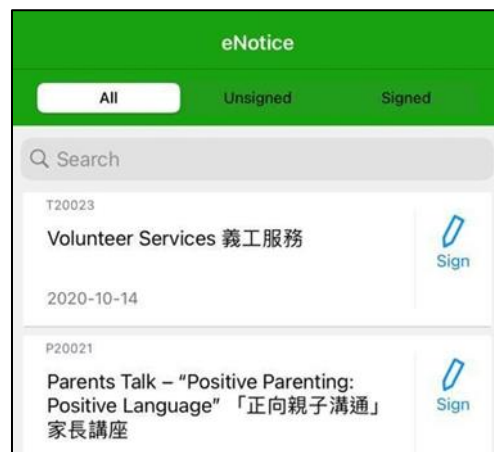 eNotice
All Unsigned Signed
Search
T20023
Volunteer Services 義工服務
Sign
2020-10-14
P20021
Parents Talk – “Positive Parenting:
Positive Language” 「正向親子溝通」
家長講座
Sign